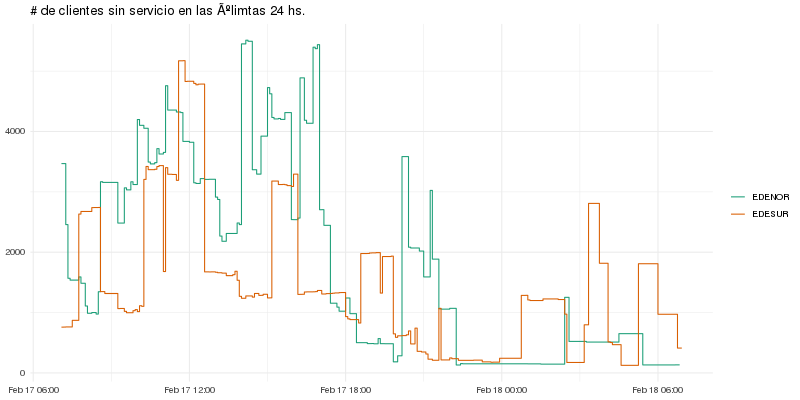 # de clientes sin servicio en las Ãºlimtas 24 hs.
4000
2000
0
Feb 17 06:00
Feb 17 12:00
Feb 17 18:00
Feb 18 00:00
Feb 18 06:00
EDENOR
EDESUR